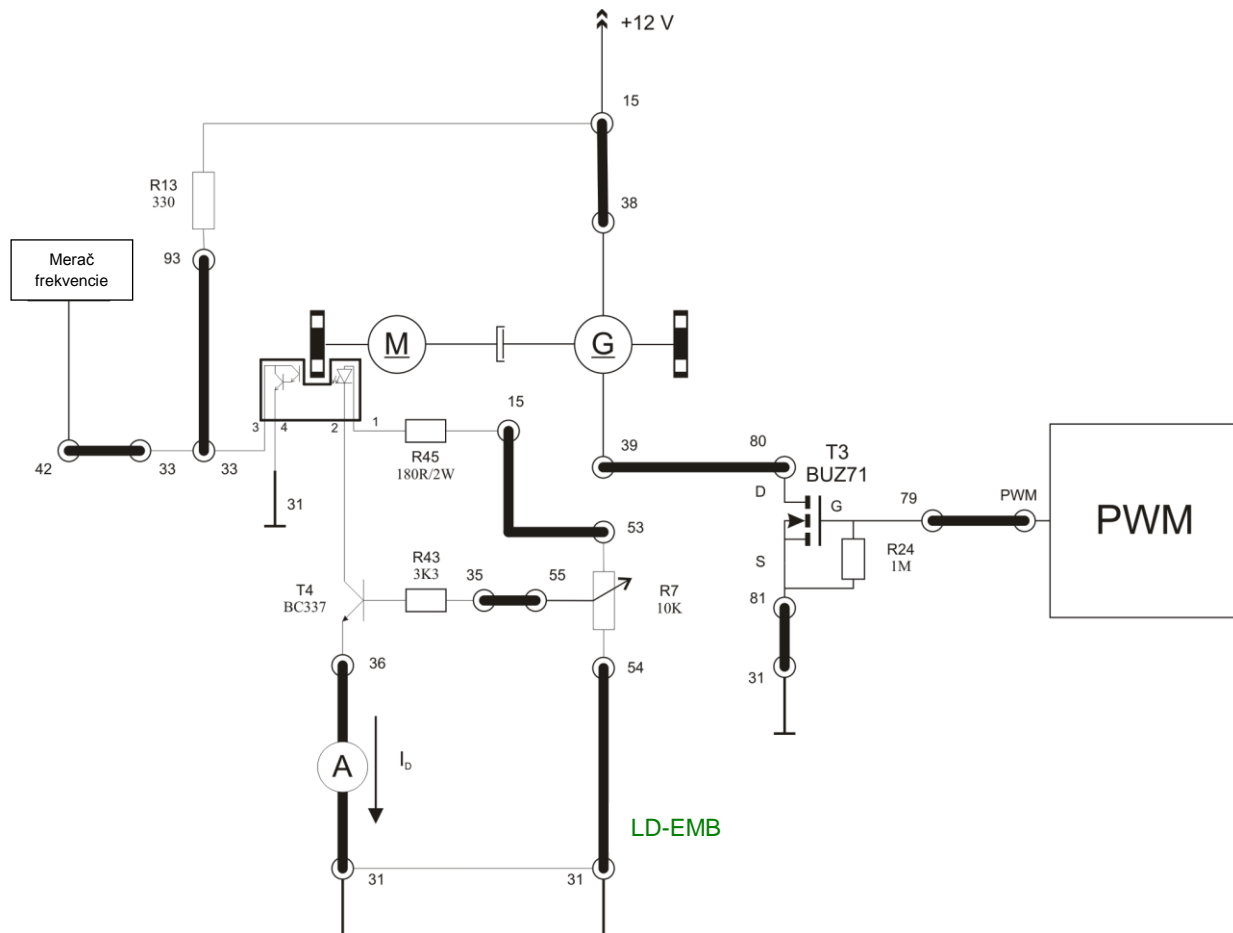 +12 V
15
R13
330
38
93
Merač
frekvencie
M
G
3
4
2
1
15
R45
180R/2W
39
80
T3
BUZ71
D
G
S
79
PWM
PWM
42
33
33
31
53
R24
1M
R43
3K3
35
55
R7
10K
T4
BC337
81
36
54
31
A
I_D
LD-EMB
31
31